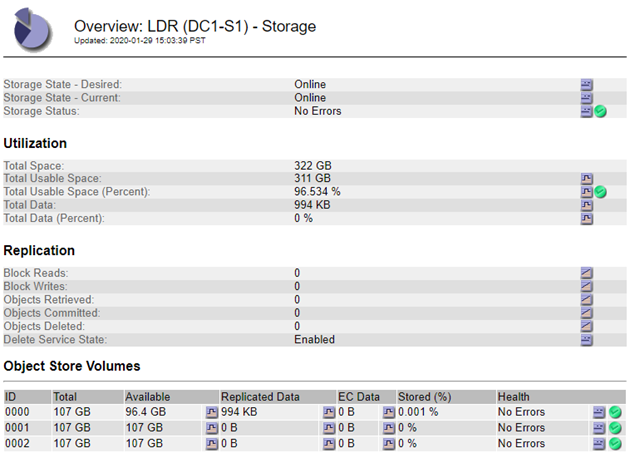 Overview: LDR (DC1-S1) - Storage
Updated: 2020-01-29 15:03:39 PST
Storage State - Desired: Online
Storage State - Current: Online
Storage Status: No Errors
Utilization
Total Space: 322 GB
Total Usable Space: 311 GB
Total Usable Space (Percent): 96.534 %
Total Data: 994 KB
Total Data (Percent): 0 %
Replication
Block Reads: 0
Block Writes: 0
Objects Retrieved: 0
Objects Committed: 0
Objects Deleted: 0
Delete Service State: Enabled
Object Store Volumes
ID Total Available Replicated Data EC Data Stored (%) Health
0000 107 GB 96.4 GB 994 KB 0 B 0.001 % No Errors
0001 107 GB 107 GB 0 B 0 B 0 % No Errors
0002 107 GB 107 GB 0 B 0 B 0 % No Errors